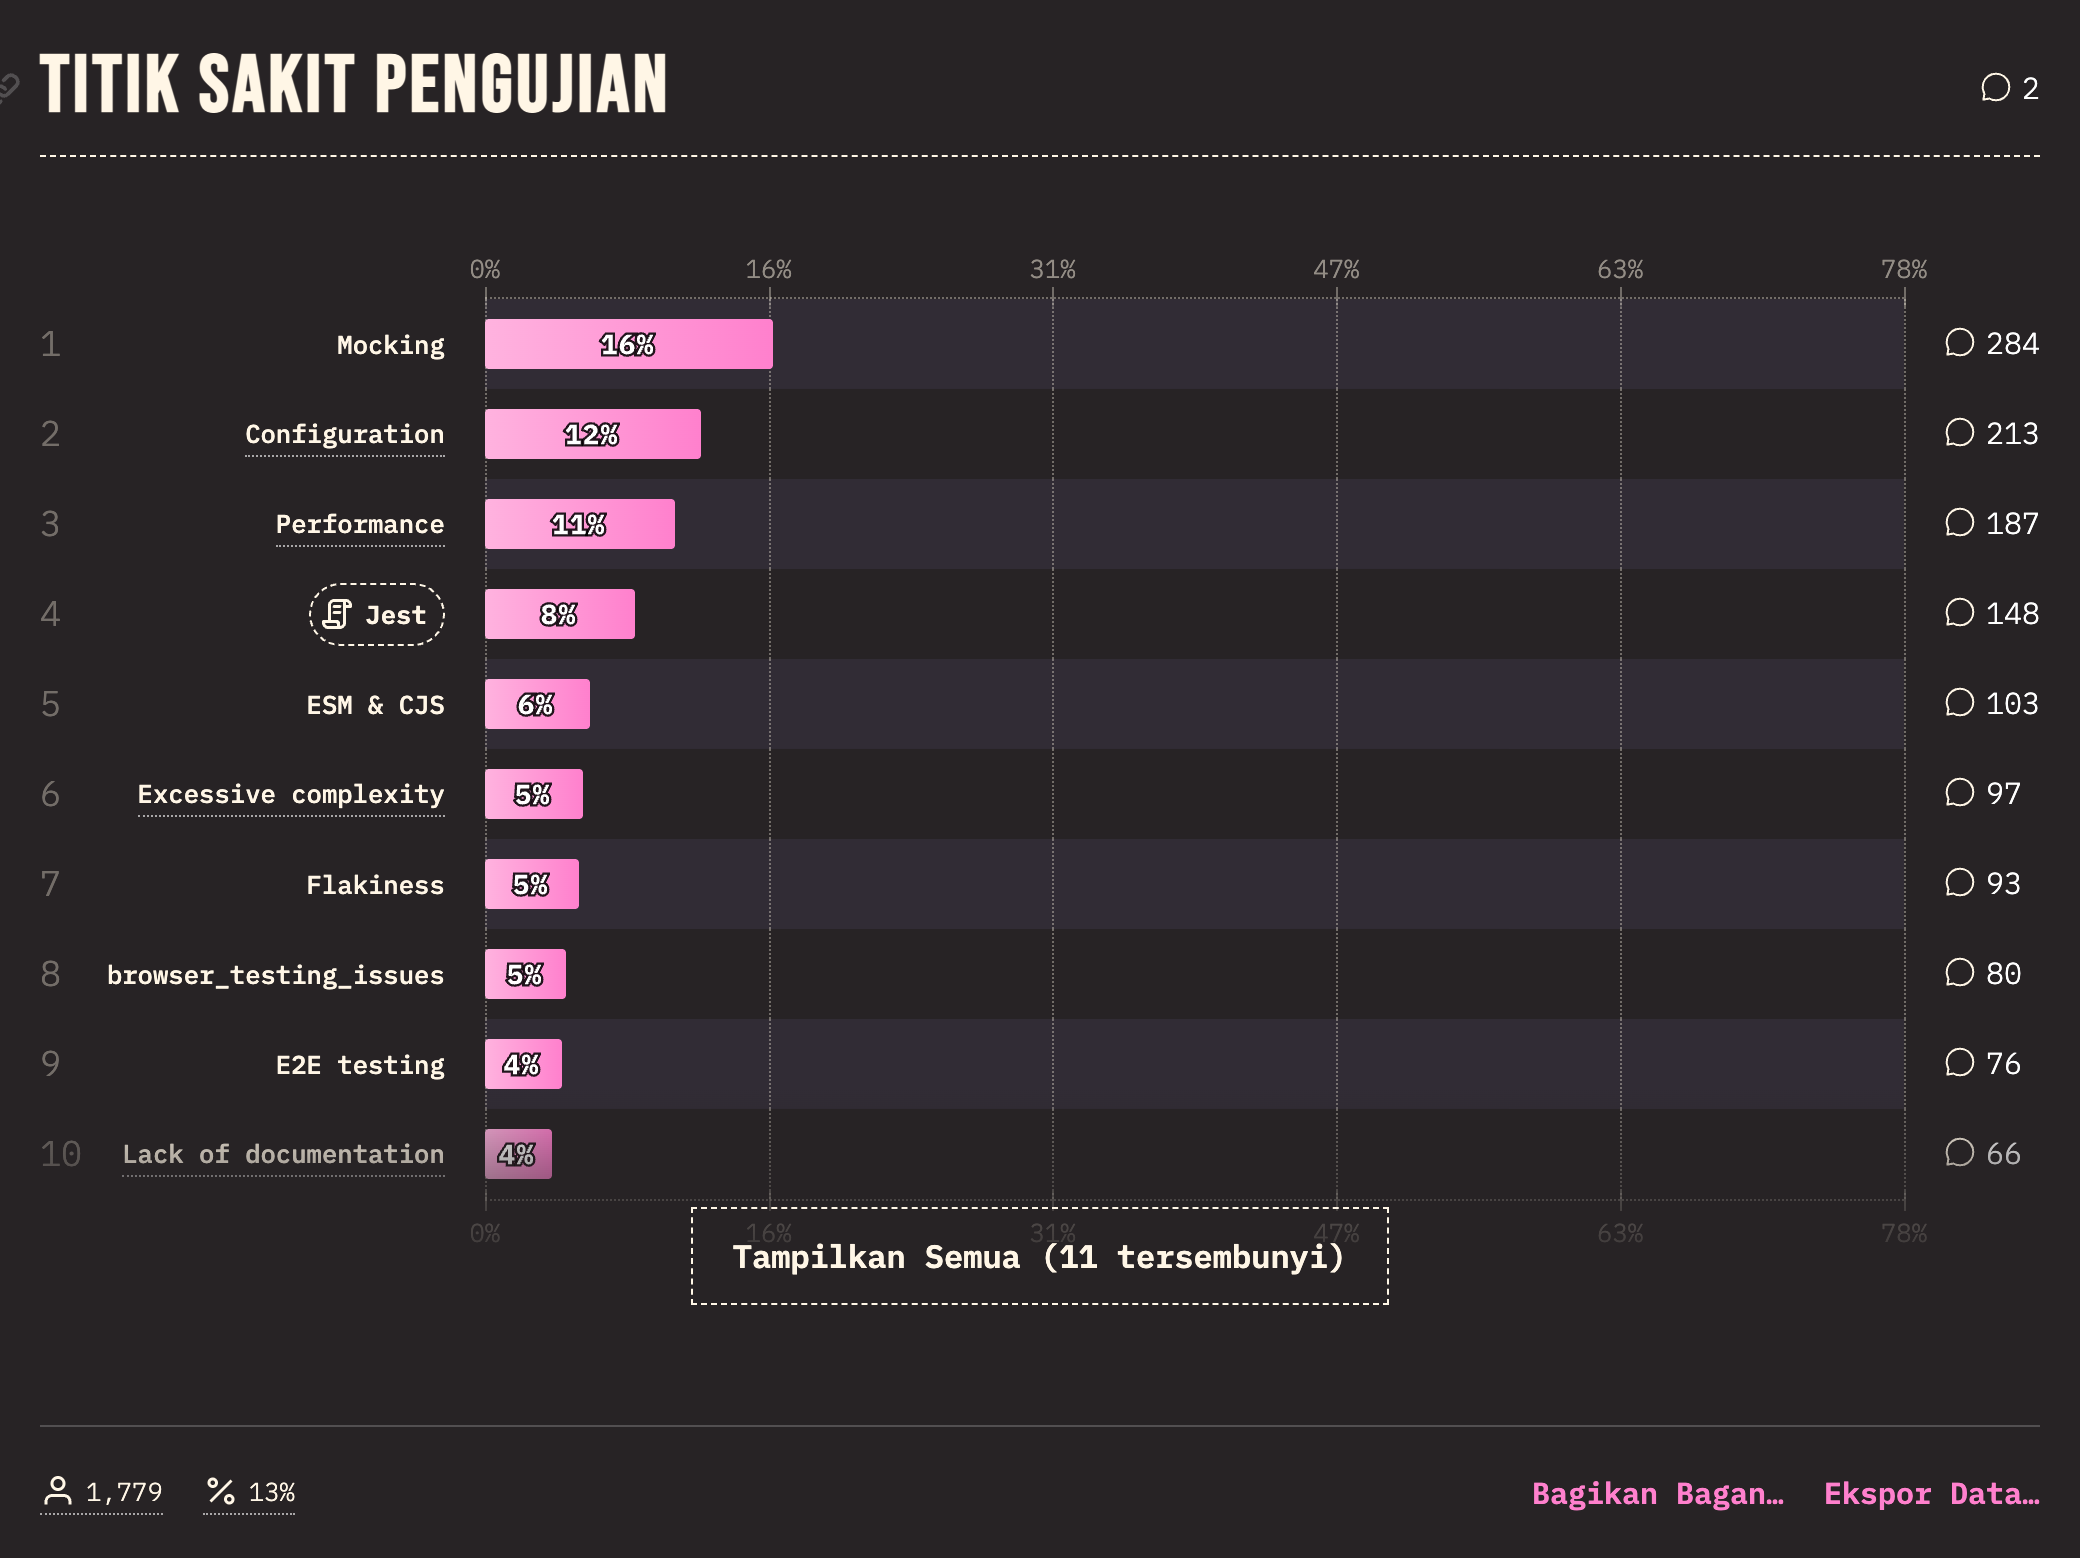 TITIK SAKIT PENGUJIAN
2
0% 16% 31% 47% 63% 78%
1 Mocking 16% 284
2 Configuration 12% 213
3 Performance 11% 187
4 Jest 8% 148
5 ESM & CJS 6% 103
6 Excessive complexity 5% 97
7 Flakiness 5% 93
8 browser_testing_issues 5% 80
9 E2E testing 4% 76
10 Lack of documentation 4% 66
0% 16% 31% 47% 63% 78%
Tampilkan Semua (11 tersembunyi)
1,779 13% Bagikan Bagan… Ekspor Data…